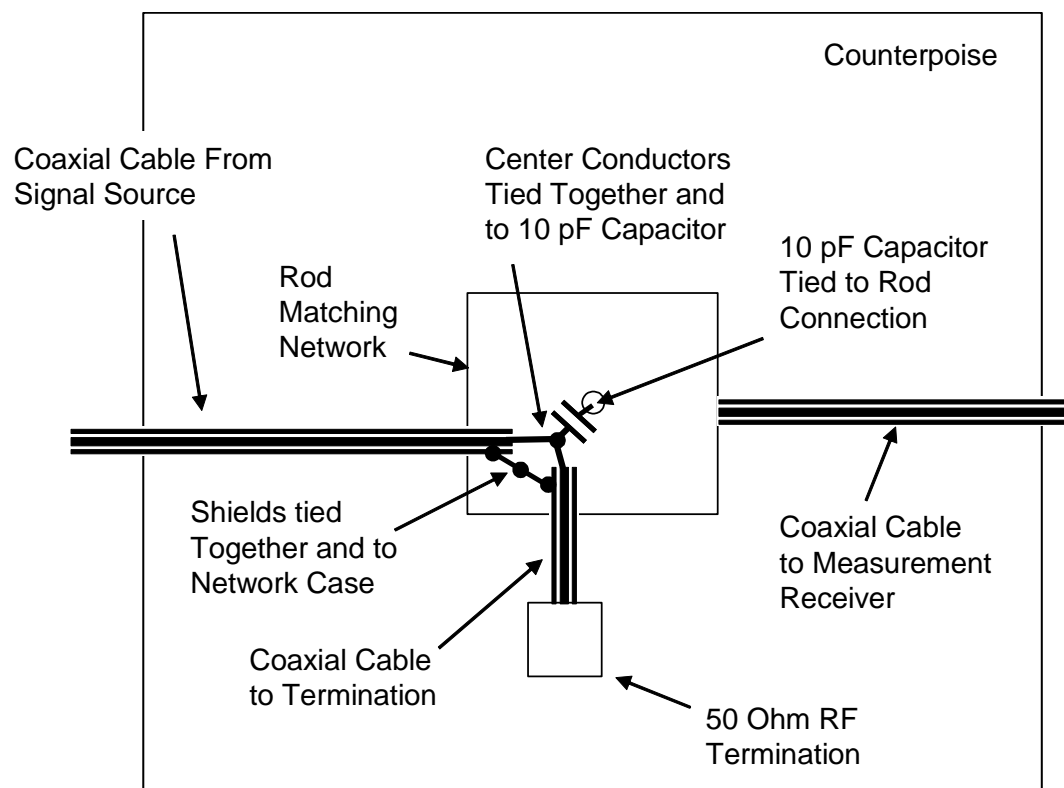 Counterpoise
Coaxial Cable From
Signal Source
Center Conductors
Tied Together and
to 10 pF Capacitor
10 pF Capacitor
Tied to Rod
Connection
Rod
Matching
Network
Shields tied
Together and to
Network Case
Coaxial Cable
to Measurement
Receiver
Coaxial Cable
to Termination
50 Ohm RF
Termination